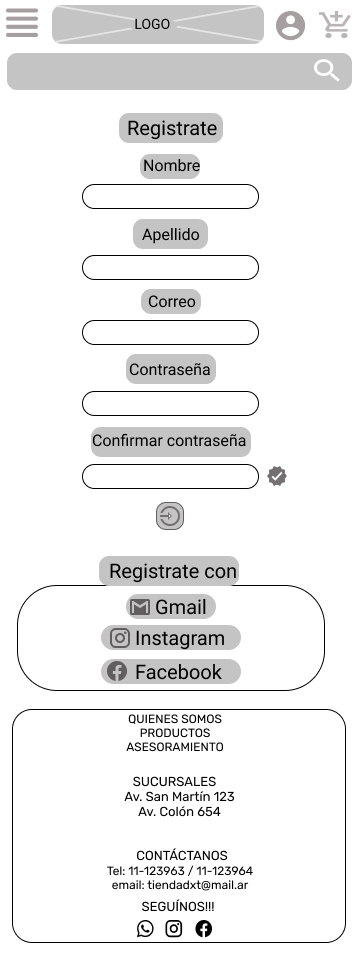 LOGO
Registrate
Nombre
Apellido
Correo
Contraseña
Confirmar contraseña
Registrate con
Gmail
Instagram
Facebook
QUIENES SOMOS
PRODUCTOS
ASESORAMIENTO
SUCURSALES
Av. San Martín 123
Av. Colón 654
CONTÁCTANOS
Tel: 11-123963 / 11-123964
email: tiendadxt@mail.ar
SEGUÍNOS!!!